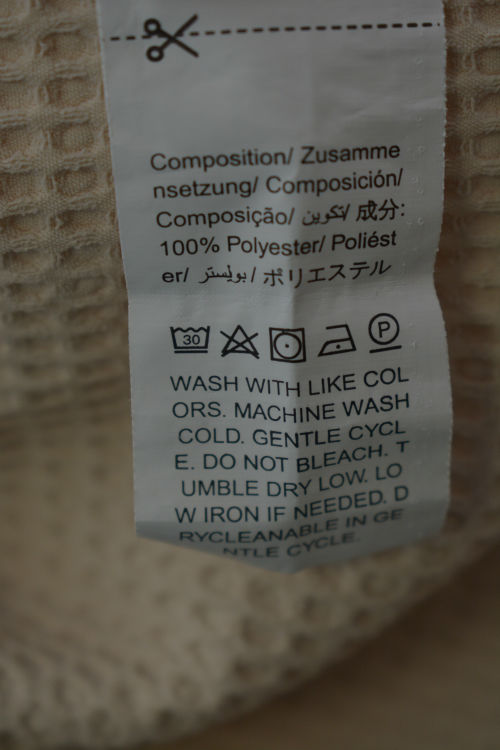 Composition/ Zusamme
nsetzung/ Composición/
Composição/ تكوين/ 成分:
100% Polyester/ Poliést
er/ بوليستر/ ポリエステル
30 P
WASH WITH LIKE COL
ORS. MACHINE WASH
COLD. GENTLE CYCL
E. DO NOT BLEACH. T
UMBLE DRY LOW. LO
W IRON IF NEEDED. D
RYCLEANABLE IN GE
NTLE CYCLE.